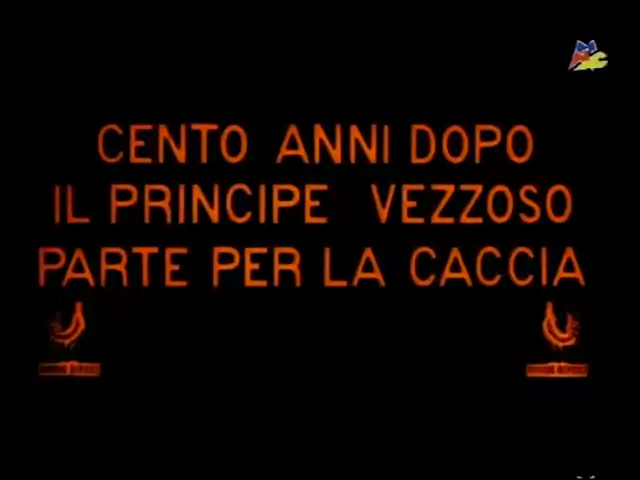 CENTO ANNI DOPO
IL PRINCIPE VEZZOSO
PARTE PER LA CACCIA